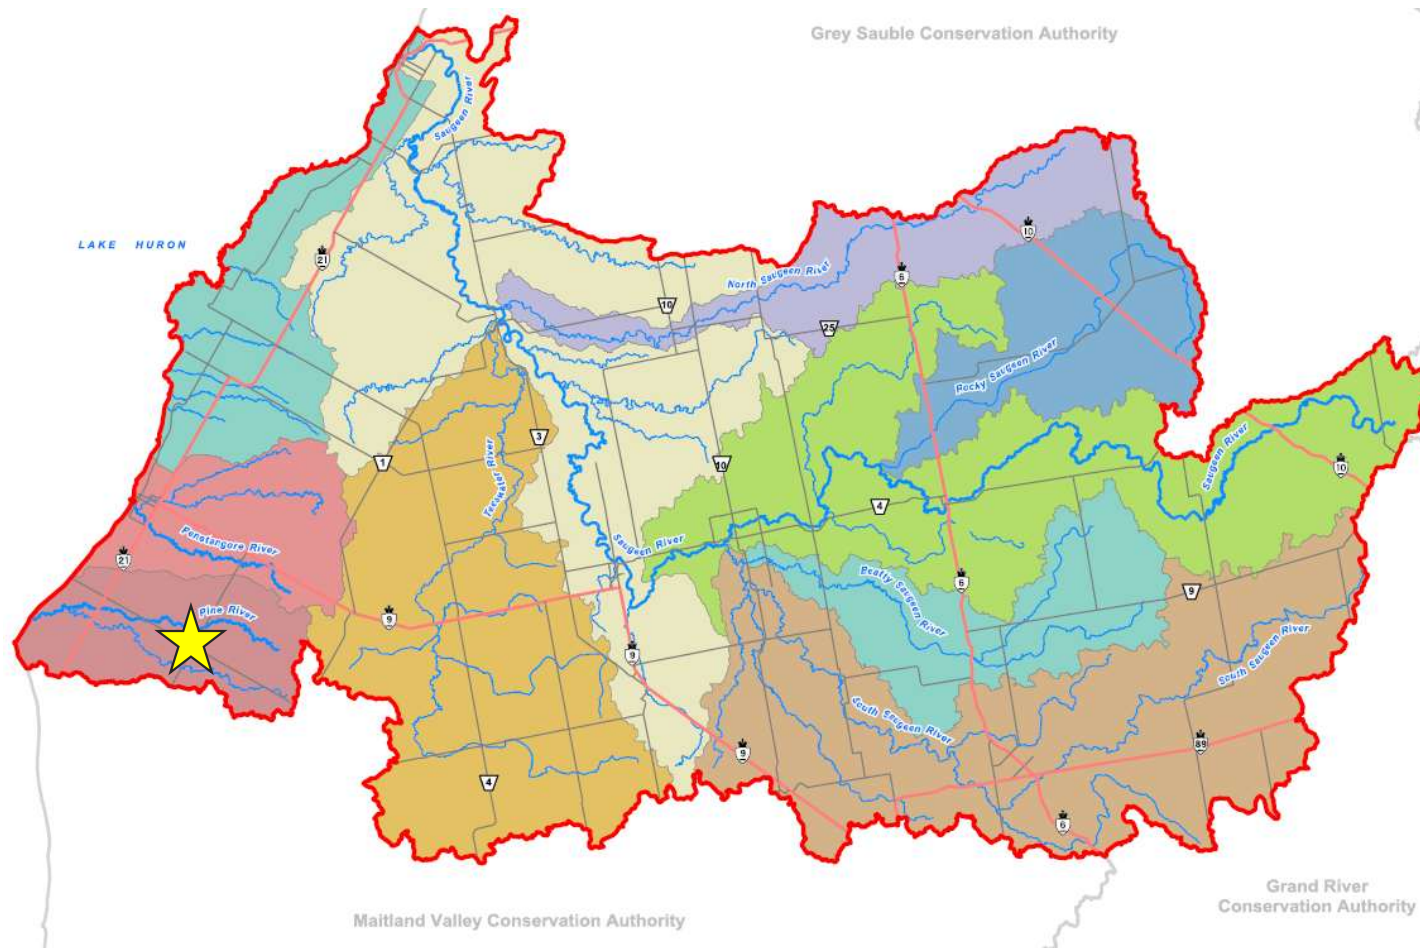 Grey Sauble Conservation Authority
Saugeen River
LAKE HURON
21
10
6
10
North Saugeen River
25
Rocky Saugeen River
3
1
10
Teeswater River
Saugeen River
10
4
Penetangore River
21
Saugeen River
Beatty Saugeen River
6
9
Pine River
9
9
South Saugeen River
South Saugeen River
9
89
4
6
Maitland Valley Conservation Authority
Grand River
Conservation Authority